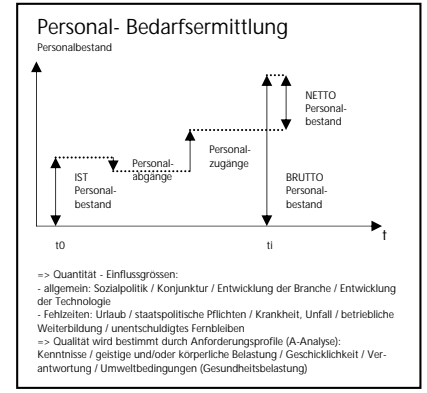 Personal- Bedarfsermittlung
Personalbestand
NETTO
Personal-
bestand
Personal-
abgänge
Personal-
zugänge
IST
Personal-
bestand
BRUTTO
Personal-
bestand
t
t0
ti
=> Quantität - Einflussgrössen:
- allgemein: Sozialpolitik / Konjunktur / Entwicklung der Branche / Entwicklung
der Technologie
- Fehlzeiten: Urlaub / staatspolitische Pflichten / Krankheit, Unfall / betriebliche
Weiterbildung / unentschuldigtes Fernbleiben
=> Qualität wird bestimmt durch Anforderungsprofile (A-Analyse):
Kenntnisse / geistige und/oder körperliche Belastung / Geschicklichkeit / Ver-
antwortung / Umweltbedingungen (Gesundheitsbelastung)